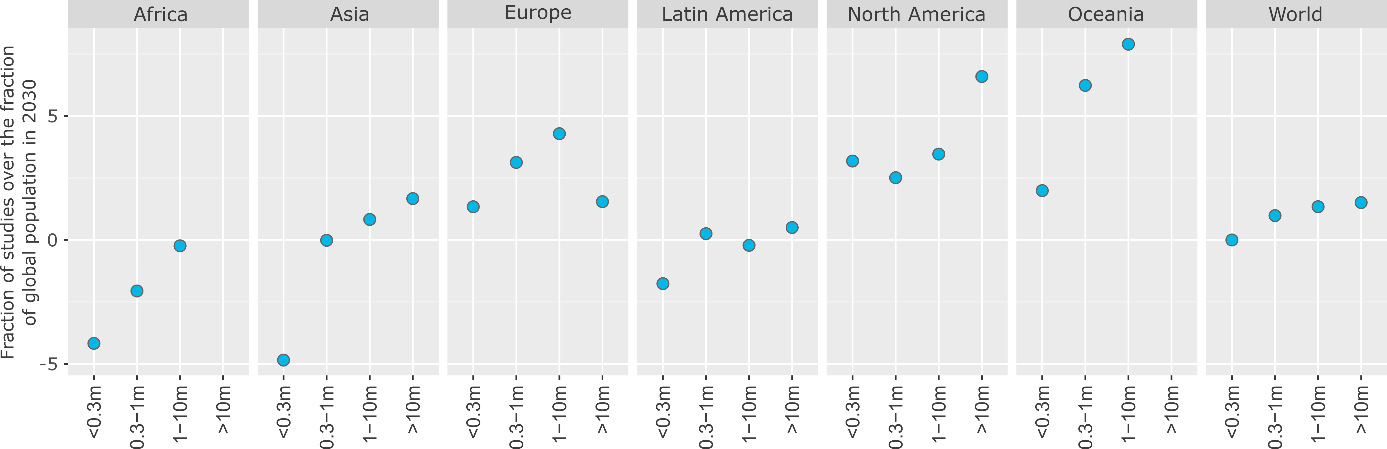 Africa
Asia
Europe
Latin America
North America
Oceania
World
Fraction of studies over the fraction
of global population in 2030
5
0
-5
<0.3m
0.3−1m
1−10m
>10m
<0.3m
0.3−1m
1−10m
>10m
<0.3m
0.3−1m
1−10m
>10m
<0.3m
0.3−1m
1−10m
>10m
<0.3m
0.3−1m
1−10m
>10m
<0.3m
0.3−1m
1−10m
>10m
<0.3m
0.3−1m
1−10m
>10m